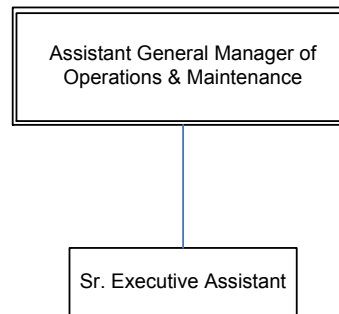 Assistant General Manager of
Operations & Maintenance
Sr. Executive Assistant